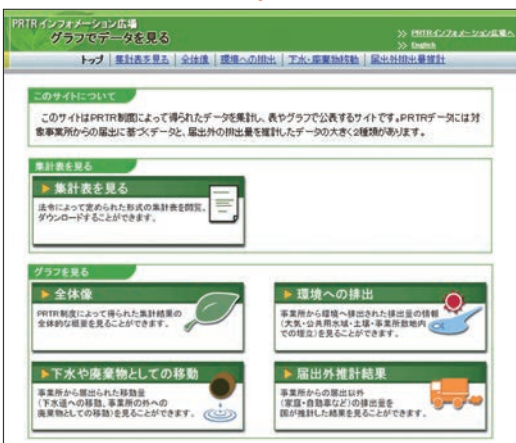 PRTRインフォメーション広場
グラフでデータを見る
>> PRTRインフォメーション広場へ
>> English
トップ | 集計表を見る | 全体像 | 環境への排出 | 下水・廃棄物移動 | 届出外排出量推計
このサイトについて
このサイトはPRTR制度によって得られたデータを集計し、表やグラフで公表するサイトです。PRTRデータには対
象事業所からの届出に基づくデータと、届出外の排出量を推計したデータの大きく2種類があります。
集計表を見る
集計表を見る
法令によって定められた形式の集計表を閲覧、
ダウンロードすることができます。
グラフを見る
全体像
PRTR制度によって得られた集計結果の
全体的な概要を見ることができます。
環境への排出
事業所から環境へ排出された排出量の情報
(大気・公共用水域・土壌・事業所敷地内
での埋立)を見ることができます。
下水や廃棄物としての移動
事業所から届出られた移動量
(下水道への移動、事業所の外への
廃棄物としての移動)を見ることができます。
届出外推計結果
事業所からの届出以外
(家庭・自動車など)の排出量を
国が推計した結果を見ることができます。